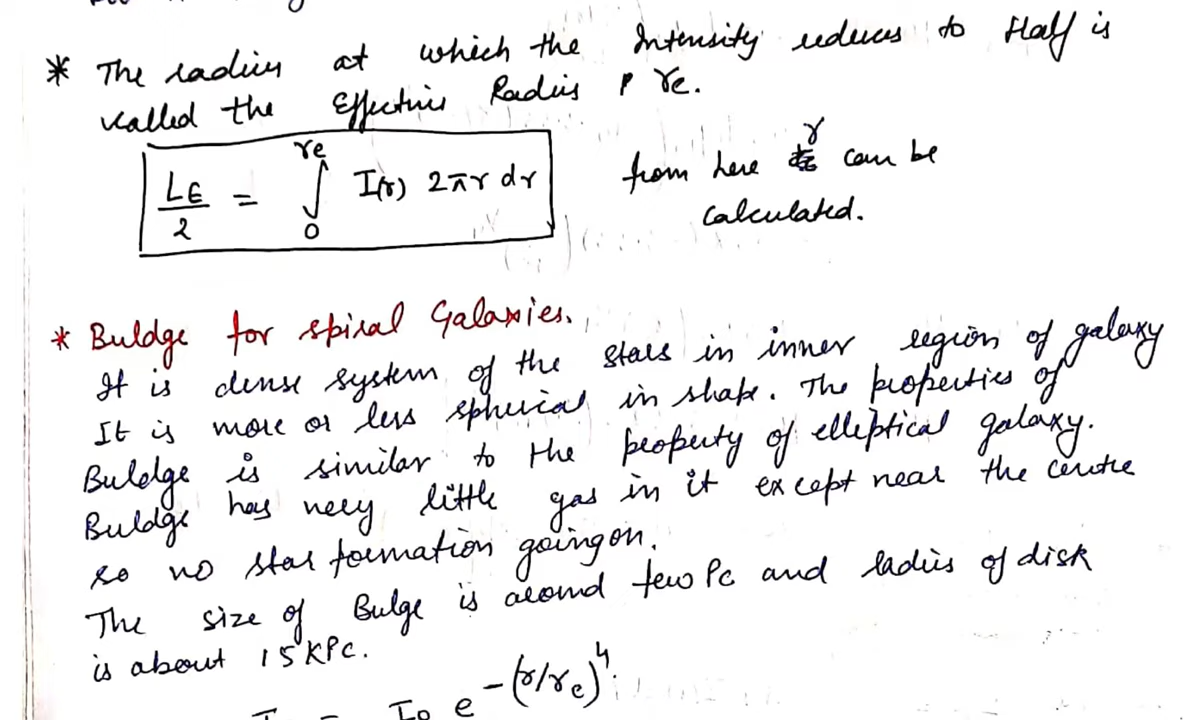 * The radius at which the Intensity reduces to Half is
called the Effective Radius re.
LE/2 = ∫₀^re I(r) 2πr dr
from here r can be
calculated.
* Buldge for spiral Galaxies.
It is dense system of the stars in inner region of galaxy
It is more or less spherical in shape. The properties of
Buldge is similar to the property of elleptical galaxy.
Buldge has very little gas in it except near the centre
so no star formation going on.
The size of Bulge is around few Pc and radius of disk
is about 15 KPc.
I = I₀ e^-(r/re)^4